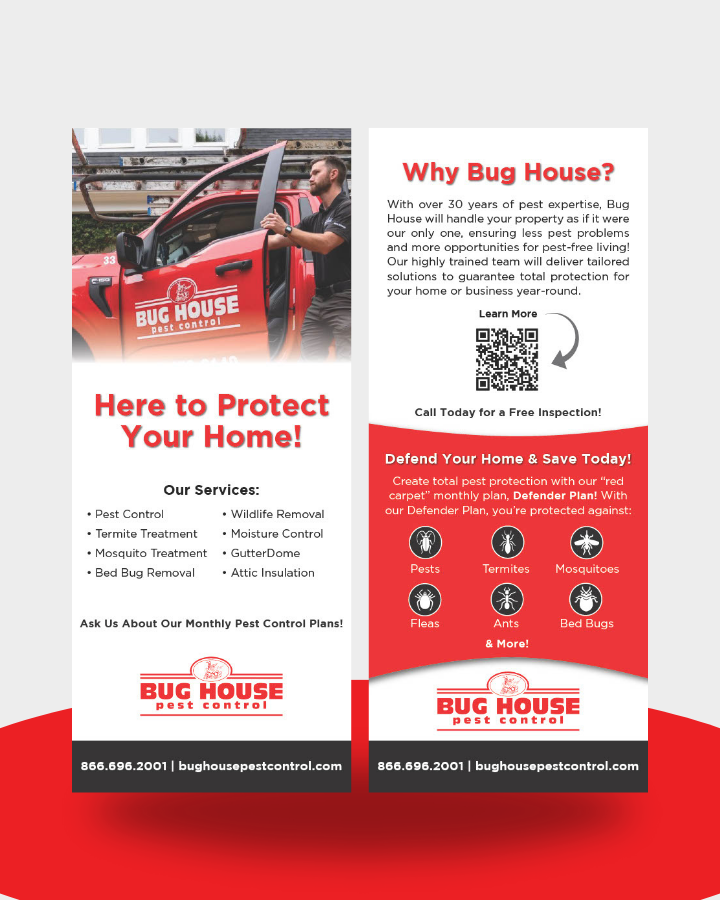 33
F-150
BUG HOUSE
pest control
Here to Protect
Your Home!
Our Services:
• Pest Control
• Termite Treatment
• Mosquito Treatment
• Bed Bug Removal
• Wildlife Removal
• Moisture Control
• GutterDome
• Attic Insulation
Ask Us About Our Monthly Pest Control Plans!
BUG HOUSE
pest control
866.696.2001 | bughousepestcontrol.com
Why Bug House?
With over 30 years of pest expertise, Bug
House will handle your property as if it were
our only one, ensuring less pest problems
and more opportunities for pest-free living!
Our highly trained team will deliver tailored
solutions to guarantee total protection for
your home or business year-round.
Learn More
Call Today for a Free Inspection!
Defend Your Home & Save Today!
Create total pest protection with our “red
carpet” monthly plan, Defender Plan! With
our Defender Plan, you’re protected against:
Pests
Termites
Mosquitoes
Fleas
Ants
Bed Bugs
& More!
BUG HOUSE
pest control
866.696.2001 | bughousepestcontrol.com